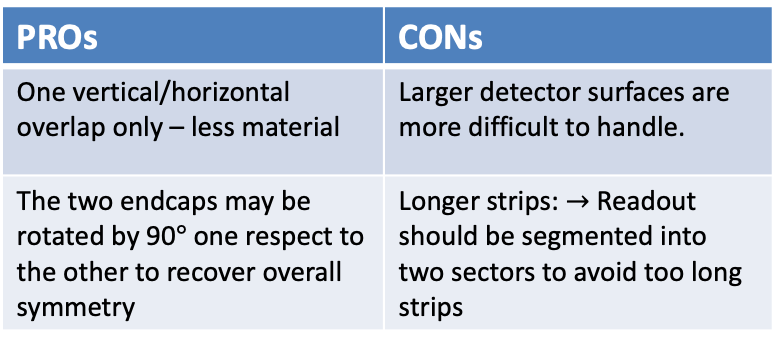 PROs
CONs
One vertical/horizontal
overlap only – less material
Larger detector surfaces are
more difficult to handle.
The two endcaps may be
rotated by 90° one respect to
the other to recover overall
symmetry
Longer strips: → Readout
should be segmented into
two sectors to avoid too long
strips